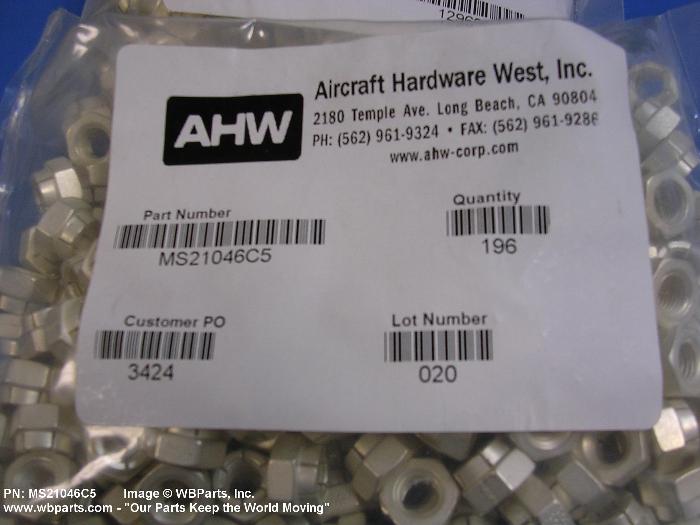 1296
AHW
Aircraft Hardware West, Inc.
2180 Temple Ave. Long Beach, CA 90804
PH: (562) 961-9324 • FAX: (562) 961-9286
www.ahw-corp.com
Part Number
MS21046C5
Quantity
196
Customer PO
3424
Lot Number
020
PN: MS21046C5 Image © WBParts, Inc.
www.wbparts.com - "Our Parts Keep the World Moving"